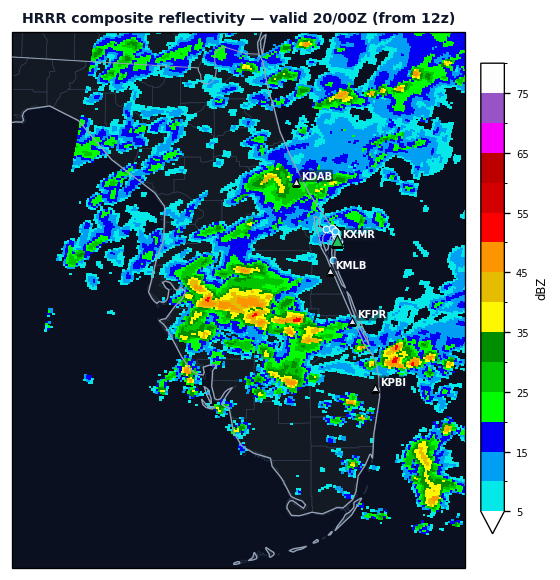 HRRR composite reflectivity — valid 20/00Z (from 12z)
KDAB
KXMR
KMLB
KFPR
KPBI
75
65
55
45
35
25
15
5
dBZ